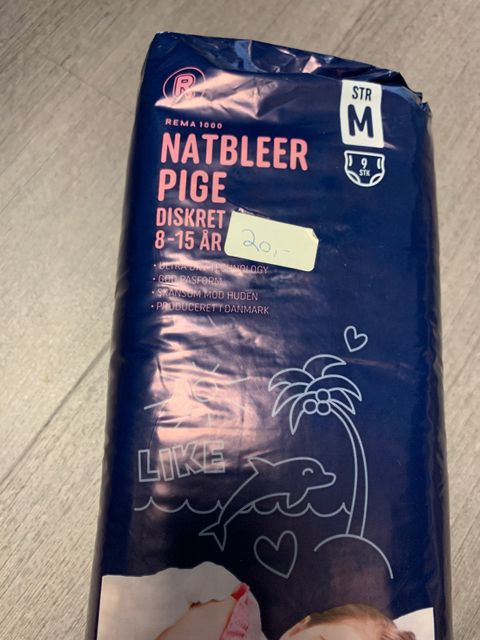 R
REMA 1000
STR
M
9
STK
NATBLEER
PIGE
DISKRET
8-15 ÅR
20,-
• ULTRA DRY TECHNOLOGY
• GOD PASFORM
• SKÅNSOM MOD HUDEN
• PRODUCERET I DANMARK
LIKE